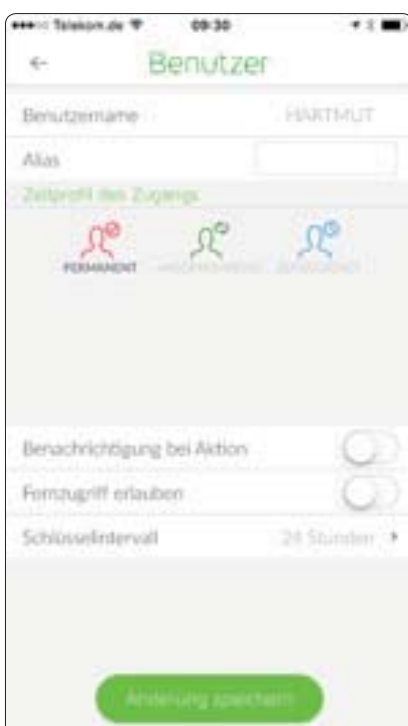 Telekom.de 09:30
Benutzer
Benutzername HARTMUT
Alias
Zeitprofil des Zugangs
PERMANENT
Benachrichtigung bei Aktion
Fernzugriff erlauben
Schlüsselintervall 24 Stunden
Änderung speichern